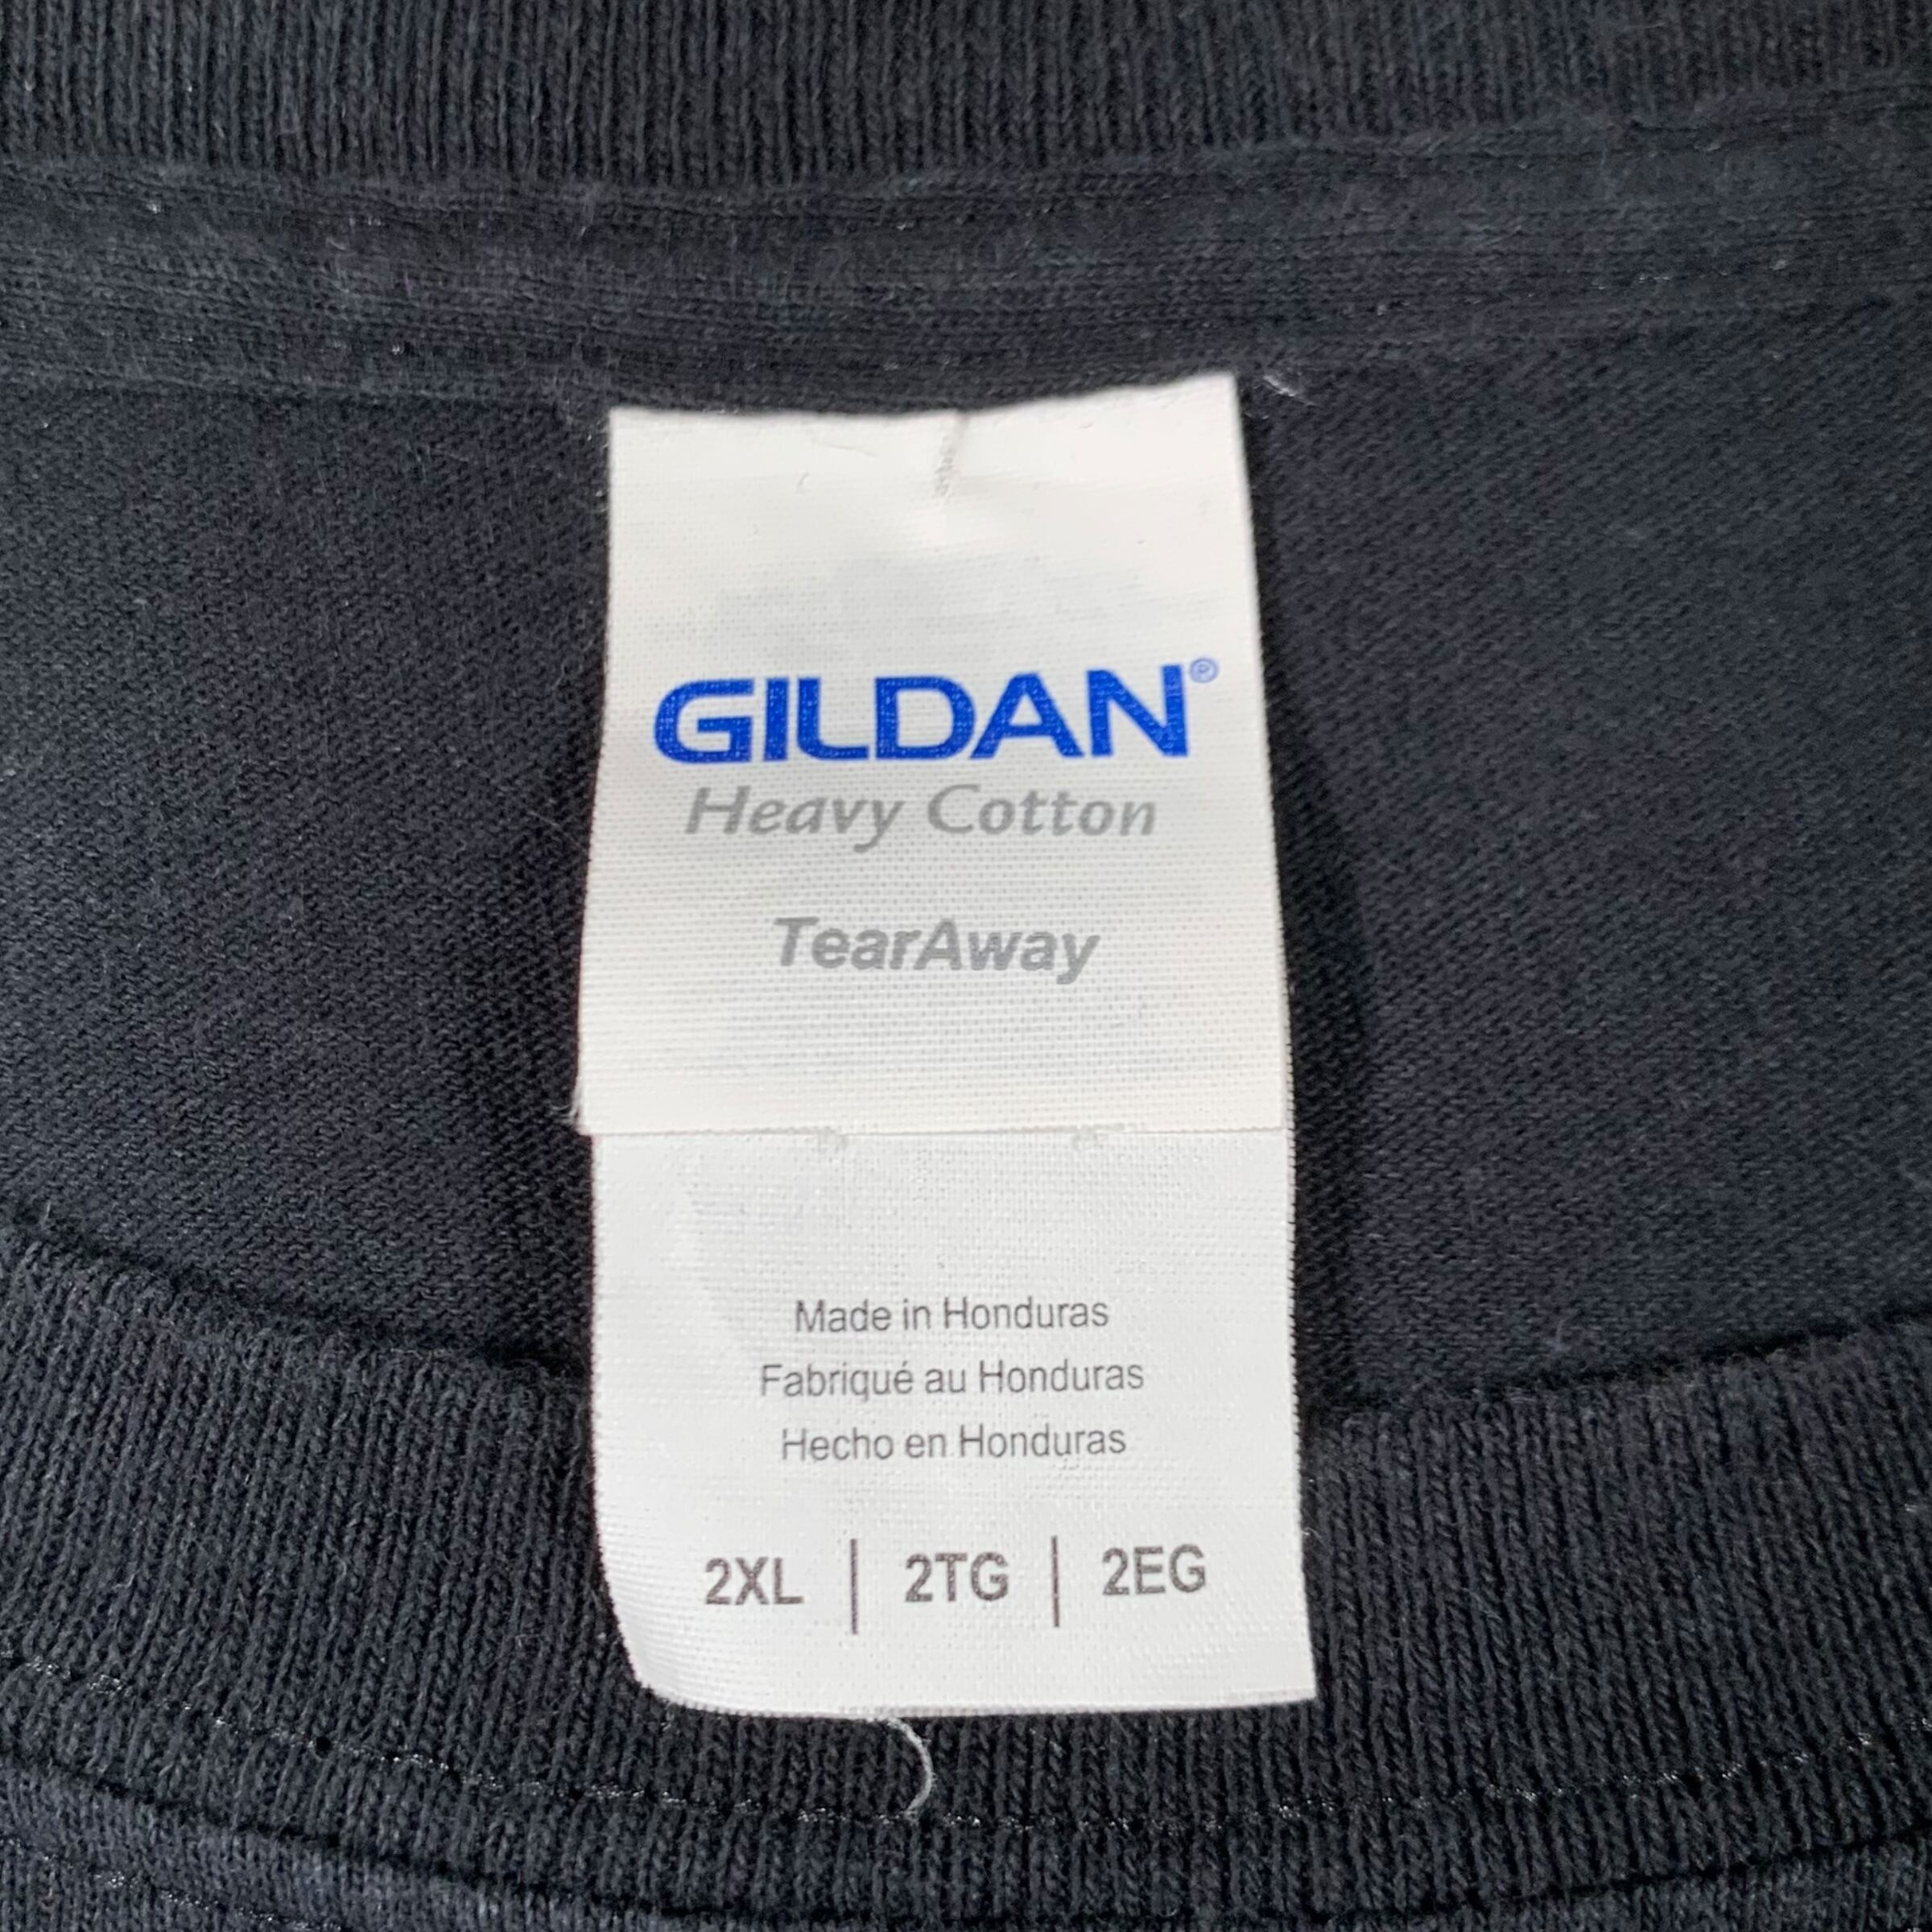 GILDAN®
Heavy Cotton
TearAway
Made in Honduras
Fabriqué au Honduras
Hecho en Honduras
2XL | 2TG | 2EG